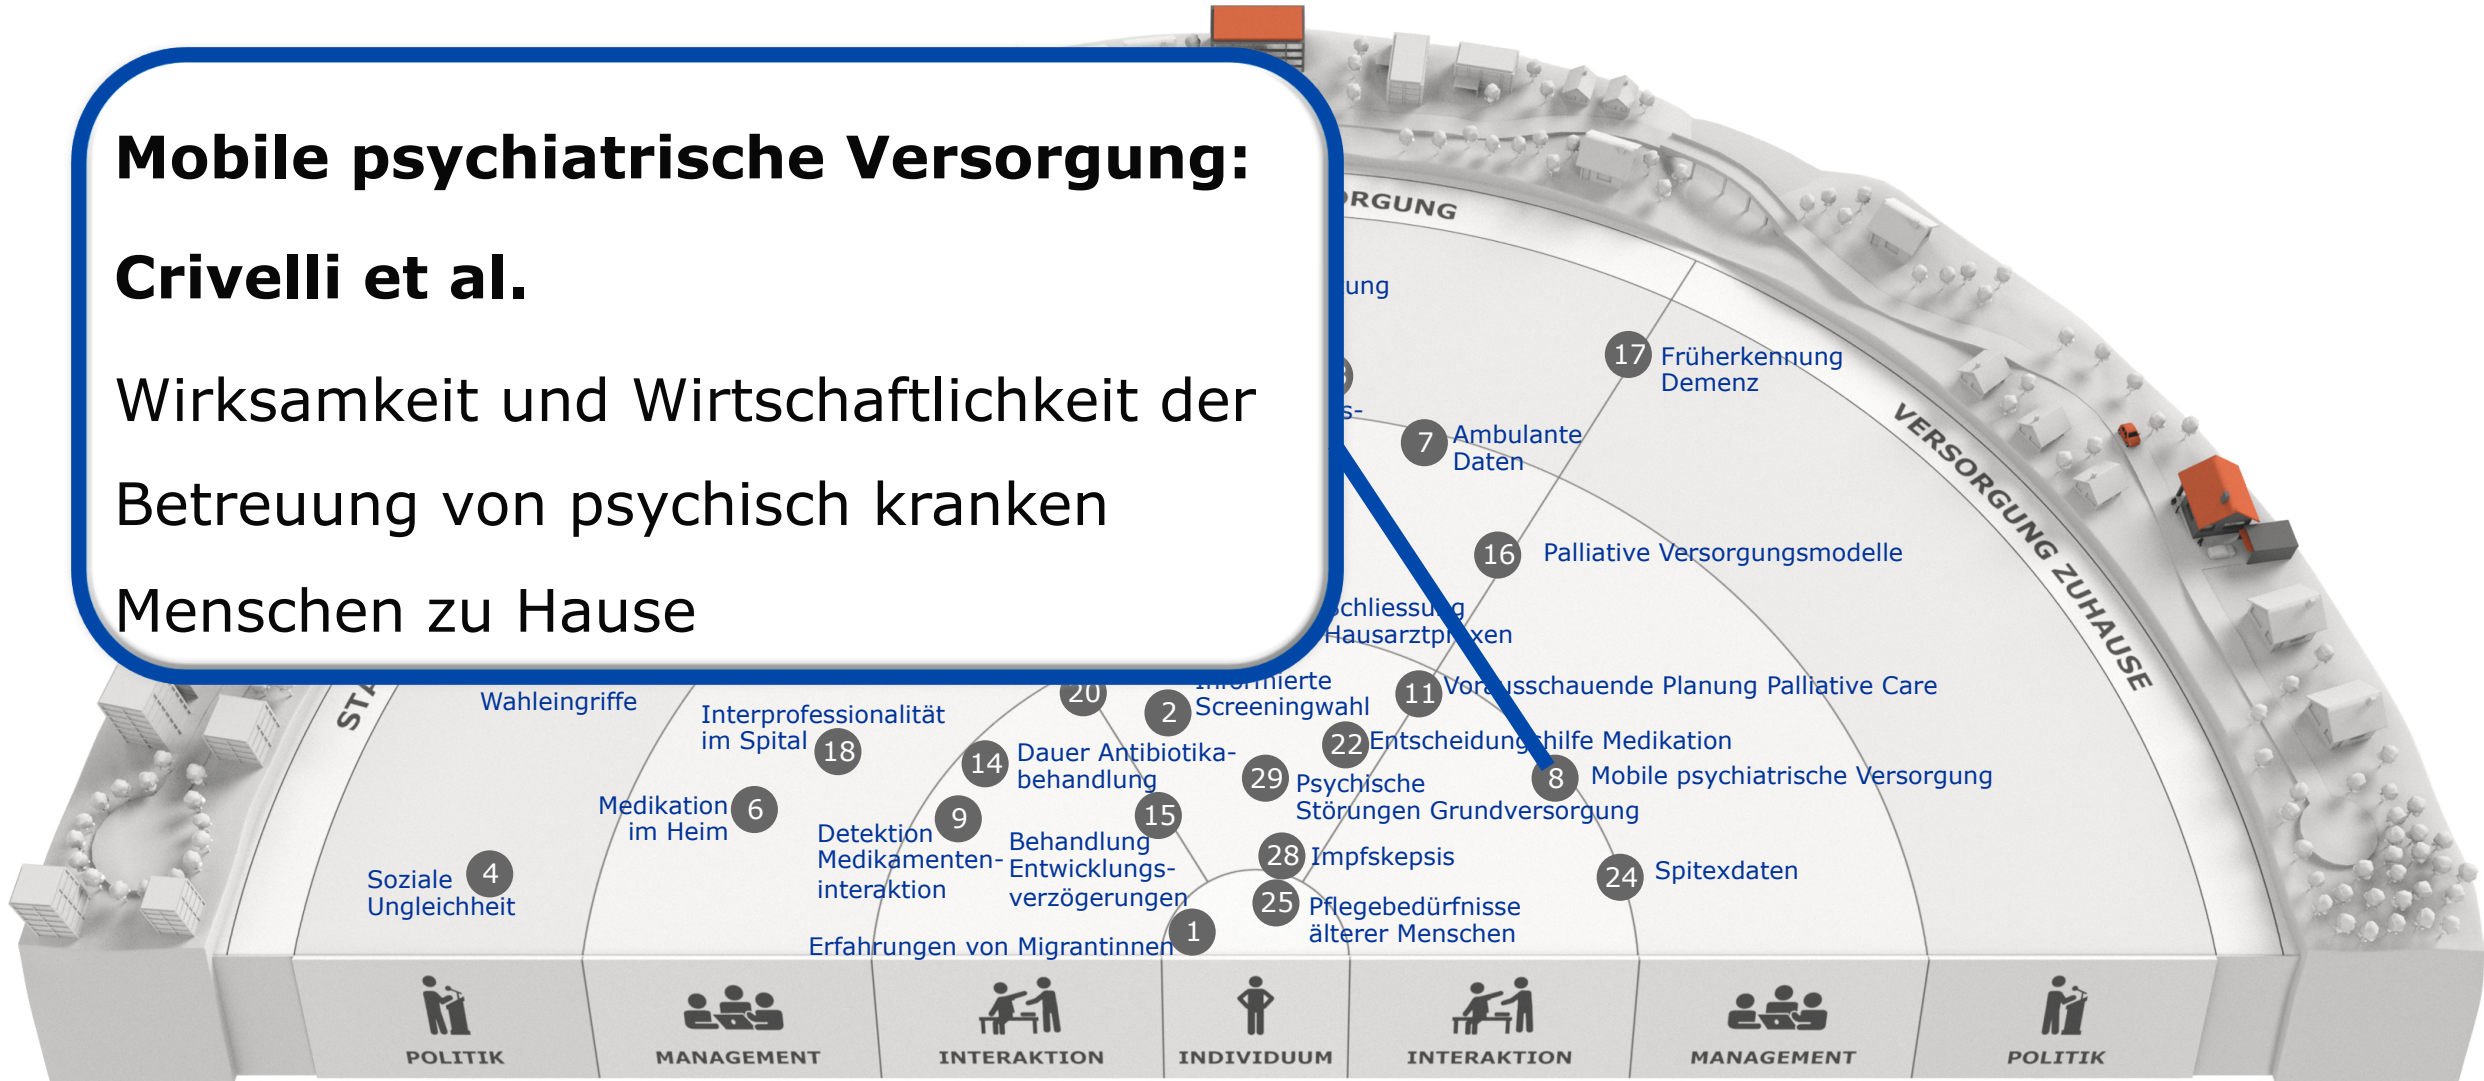 Mobile psychiatrische Versorgung:
Crivelli et al.
Wirksamkeit und Wirtschaftlichkeit der
Betreuung von psychisch kranken
Menschen zu Hause
VERSORGUNG ZUHAUSE
17
Früherkennung
Demenz
7
Ambulante
Daten
16
Palliative Versorgungsmodelle
Hausarztpraxen
Wahleingriffe
20
2
Informierte
Screeningwahl
11
Vorausschauende Planung Palliative Care
Interprofessionalität
im Spital
18
14
Dauer Antibiotika-
behandlung
22
Entscheidungshilfe Medikation
29
Psychische
Störungen Grundversorgung
8
Mobile psychiatrische Versorgung
Medikation
im Heim
6
9
Detektion
Medikamenten-
interaktion
15
Behandlung
Entwicklungs-
verzögerungen
28
Impfskepsis
24
Spitexdaten
Soziale
Ungleichheit
4
25
Pflegebedürfnisse
älterer Menschen
Erfahrungen von Migrantinnen
1
POLITIK
MANAGEMENT
INTERAKTION
INDIVIDUUM
INTERAKTION
MANAGEMENT
POLITIK